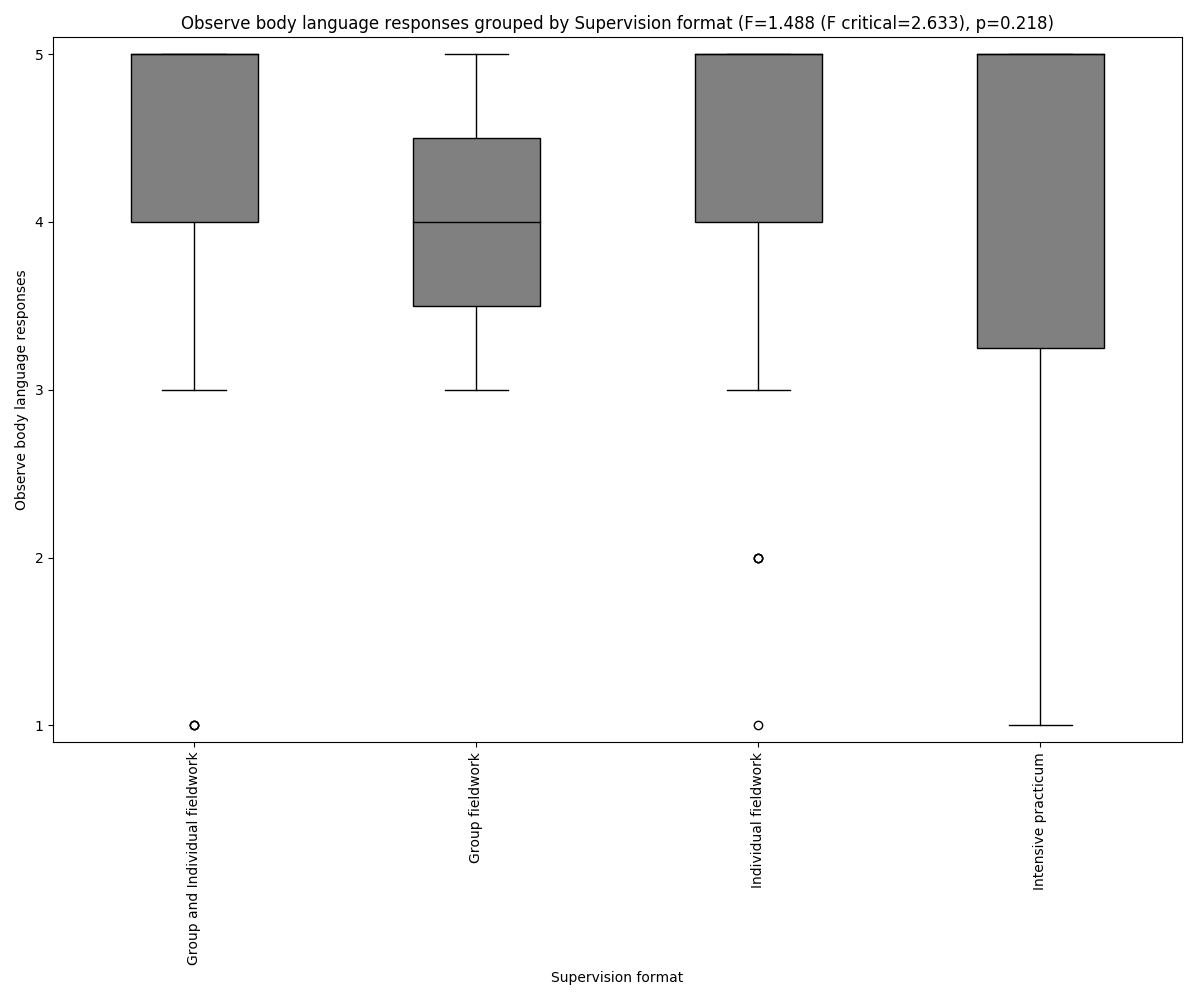 Observe body language responses grouped by Supervision format (F=1.488 (F critical=2.633), p=0.218)
5
4
3
2
1
Observe body language responses
Group and Individual fieldwork
Group fieldwork
Individual fieldwork
Intensive practicum
Supervision format